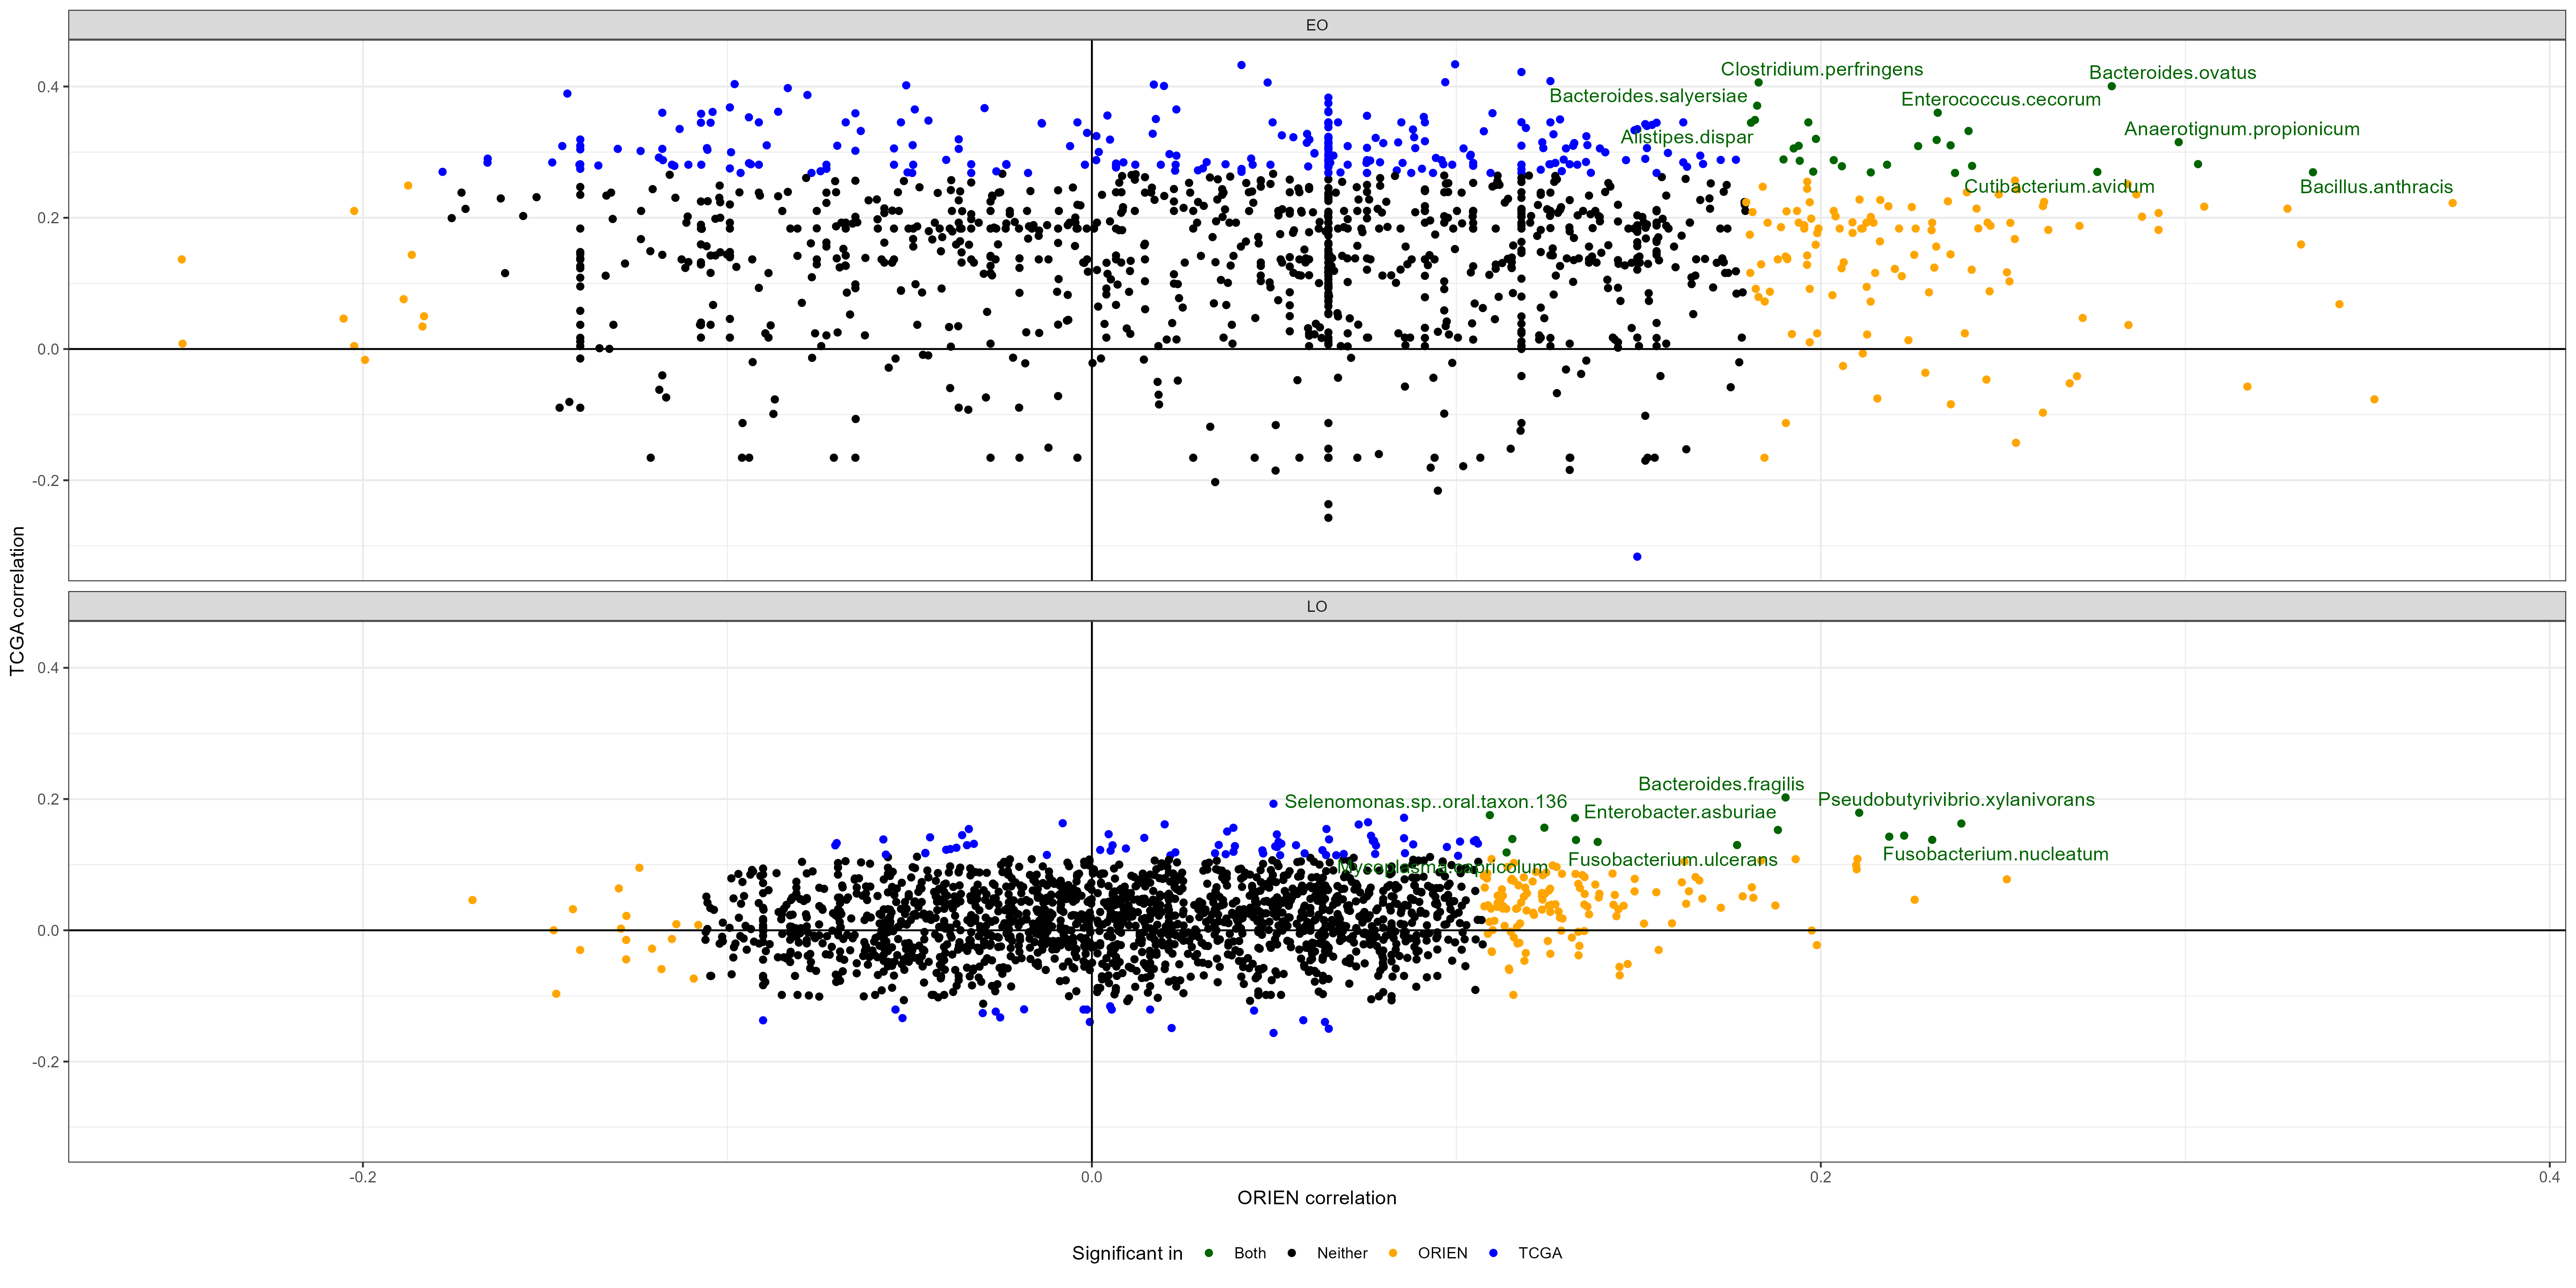 EO
0.4
0.2
0.0
-0.2
Clostridium.perfringens
Bacteroides.ovatus
Bacteroides.salyersiae
Enterococcus.cecorum
Alistipes.dispar
Anaerotignum.propionicum
Cutibacterium.avidum
Bacillus.anthracis
TCGA correlation
LO
0.4
0.2
0.0
-0.2
Bacteroides.fragilis
Selenomonas.sp..oral.taxon.136
Pseudobutyrivibrio.xylanivorans
Enterobacter.asburiae
Mycoplasma.capricolum
Fusobacterium.ulcerans
Fusobacterium.nucleatum
-0.2
0.0
0.2
0.4
ORIEN correlation
Significant in Both Neither ORIEN TCGA